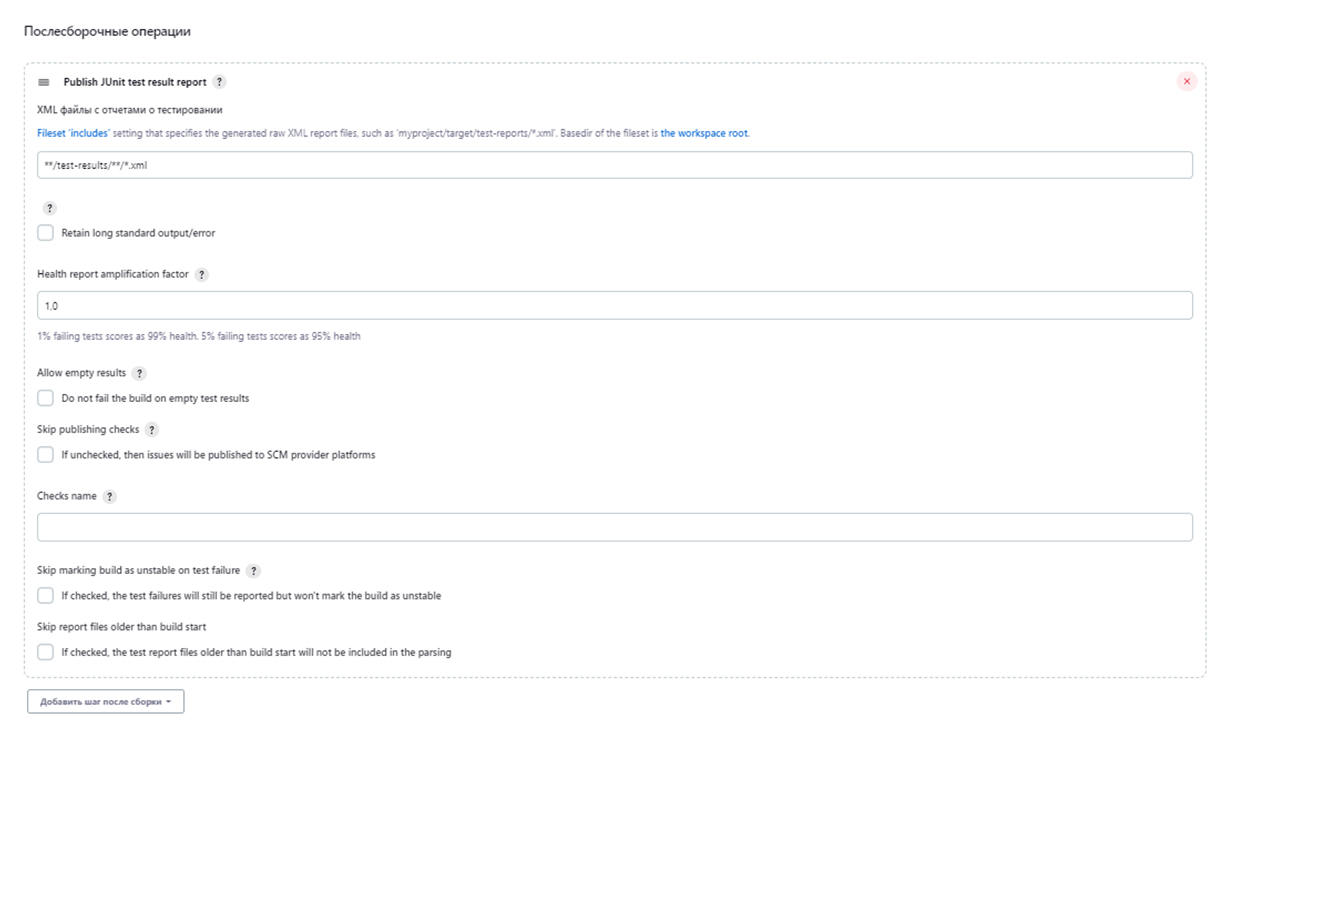 Послесборочные операции
Publish JUnit test result report ?
XML файлы с отчетами о тестировании
Fileset 'includes' setting that specifies the generated raw XML report files, such as 'myproject/target/test-reports/*.xml'. Basedir of the fileset is the workspace root.
**/test-results/**/*.xml
?
Retain long standard output/error
Health report amplification factor ?
1.0
1% failing tests scores as 99% health. 5% failing tests scores as 95% health
Allow empty results ?
Do not fail the build on empty test results
Skip publishing checks ?
If unchecked, then issues will be published to SCM provider platforms
Checks name ?
Skip marking build as unstable on test failure ?
If checked, the test failures will still be reported but won't mark the build as unstable
Skip report files older than build start
If checked, the test report files older than build start will not be included in the parsing
Добавить шаг после сборки